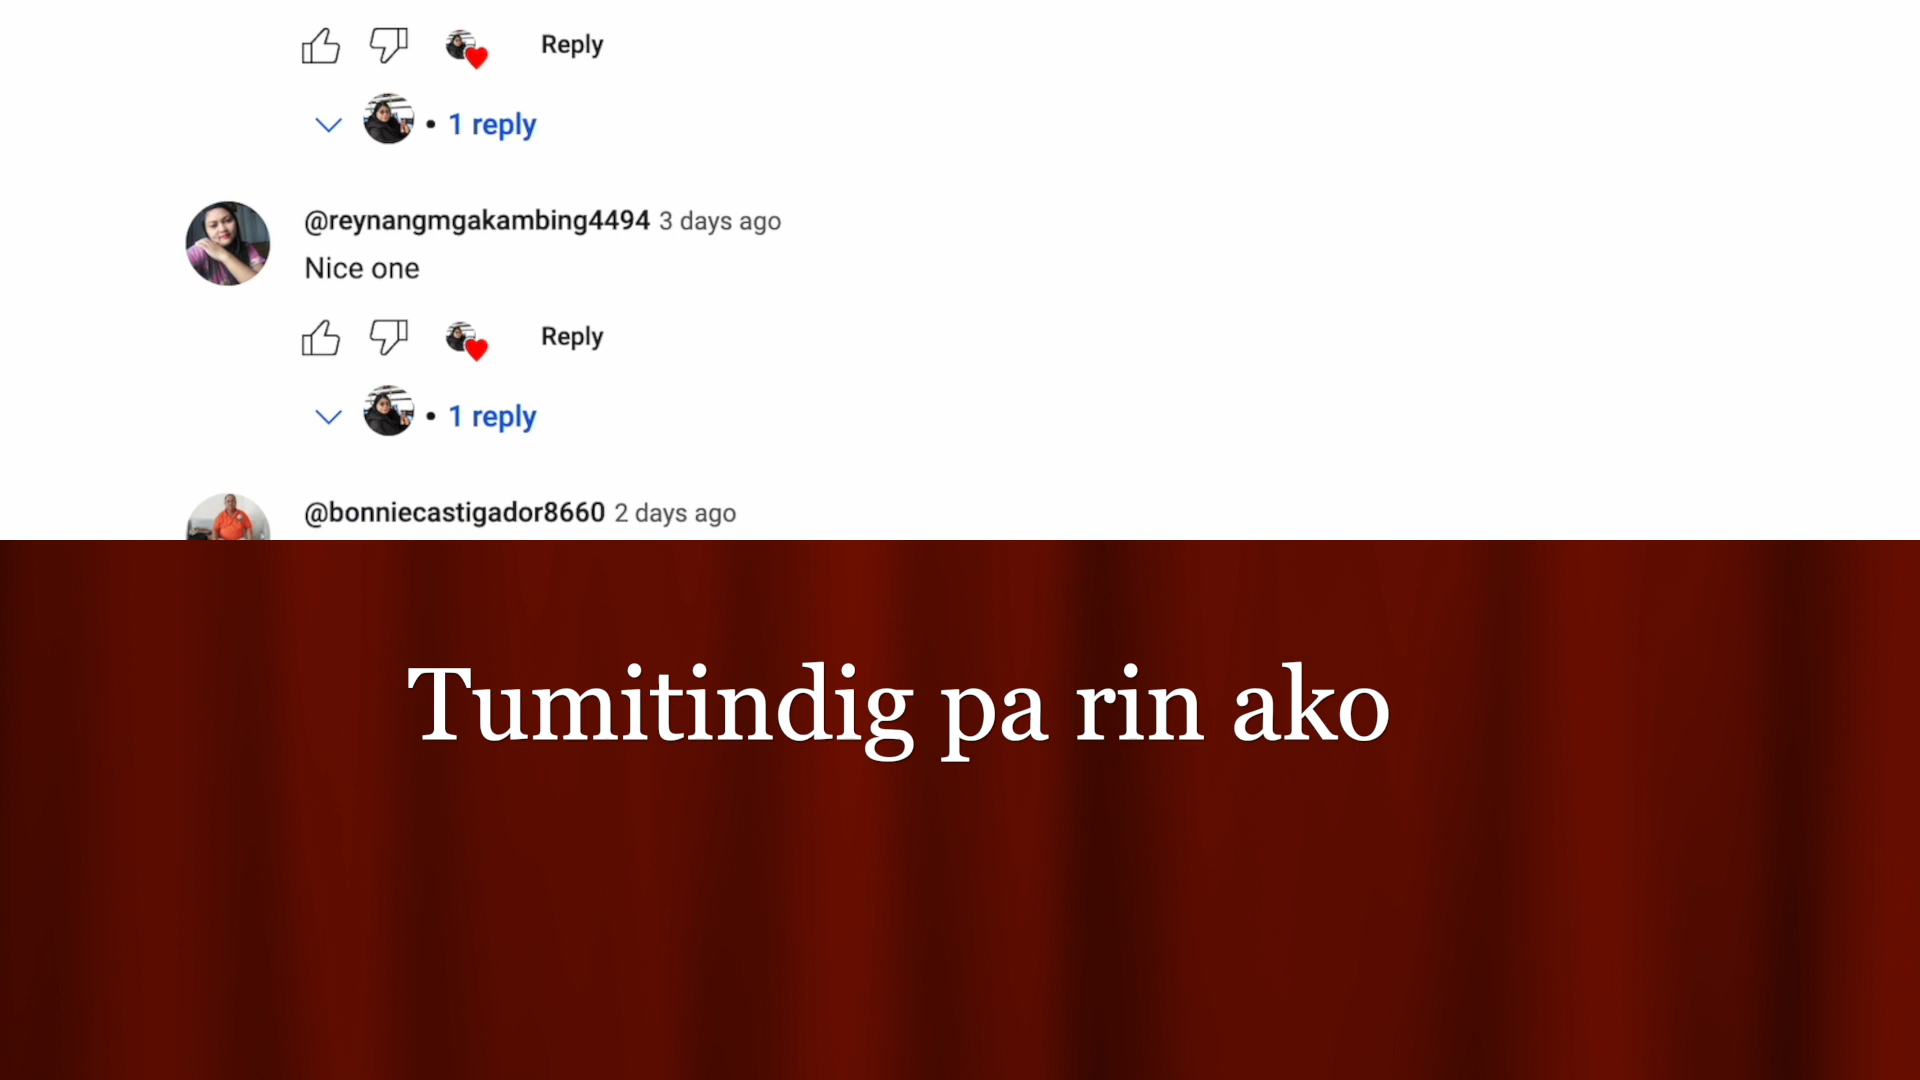 Reply
1 reply
@reynangmgakambing4494 3 days ago
Nice one
Reply
1 reply
@bonniecastigador8660 2 days ago
Tumitindig pa rin ako